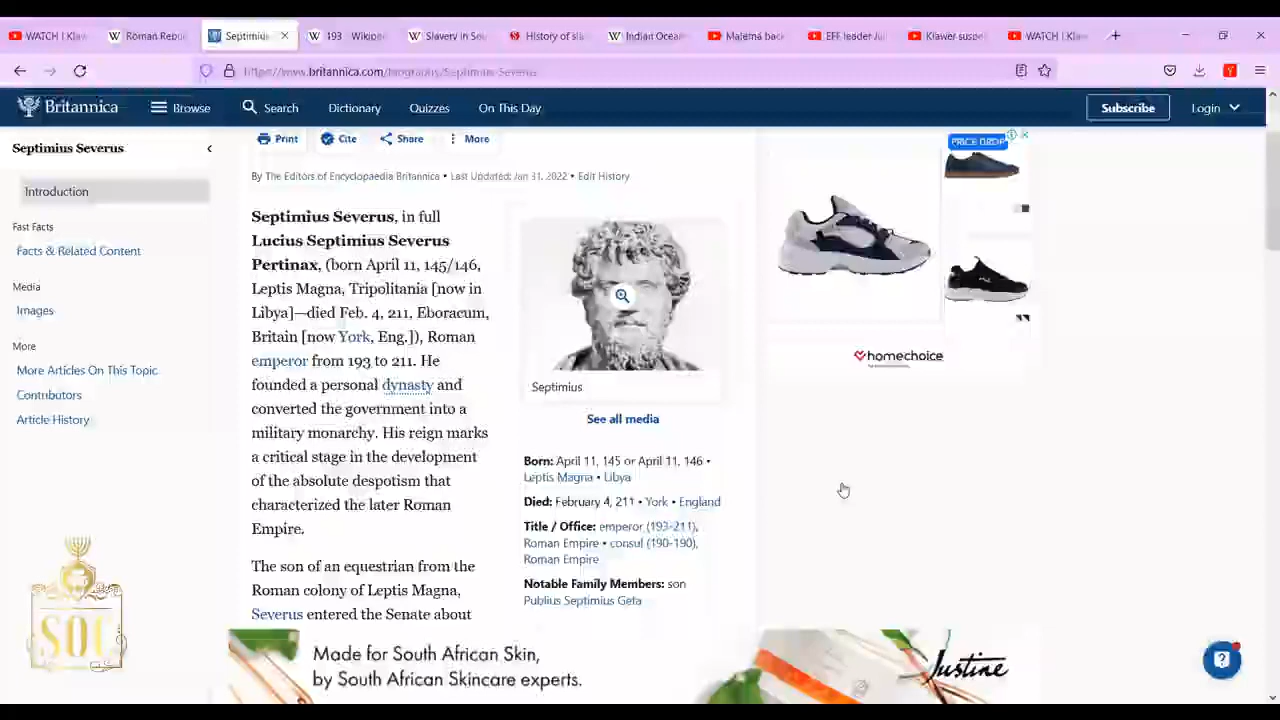 WATCH | Klaw
Roman Repu
Septimiu
193 - Wikipe
Slavery in Sou
History of sla
Indian Ocean
Malema back
EFF leader Ju
Klawer suspe
WATCH | Klaw
https://www.britannica.com/biography/Septimius-Severus
Britannica
Browse
Search
Dictionary
Quizzes
On This Day
Subscribe
Login
Septimius Severus
Introduction
Fast Facts
Facts & Related Content
Media
Images
More
More Articles On This Topic
Contributors
Article History
Print
Cite
Share
More
By The Editors of Encyclopaedia Britannica • Last Updated: Jan 31, 2022 • Edit History
Septimius Severus, in full
Lucius Septimius Severus
Pertinax, (born April 11, 145/146,
Leptis Magna, Tripolitania [now in
Libya]—died Feb. 4, 211, Eboracum,
Britain [now York, Eng.]), Roman
emperor from 193 to 211. He
founded a personal dynasty and
converted the government into a
military monarchy. His reign marks
a critical stage in the development
of the absolute despotism that
characterized the later Roman
Empire.
The son of an equestrian from the
Roman colony of Leptis Magna,
Severus entered the Senate about
Septimius
See all media
Born: April 11, 145 or April 11, 146 •
Leptis Magna • Libya
Died: February 4, 211 • York • England
Title / Office: emperor (193-211),
Roman Empire • consul (190-190),
Roman Empire
Notable Family Members: son
Publius Septimius Geta
PRICE DROP
homechoice
SOC
Made for South African Skin,
by South African Skincare experts.
Justine